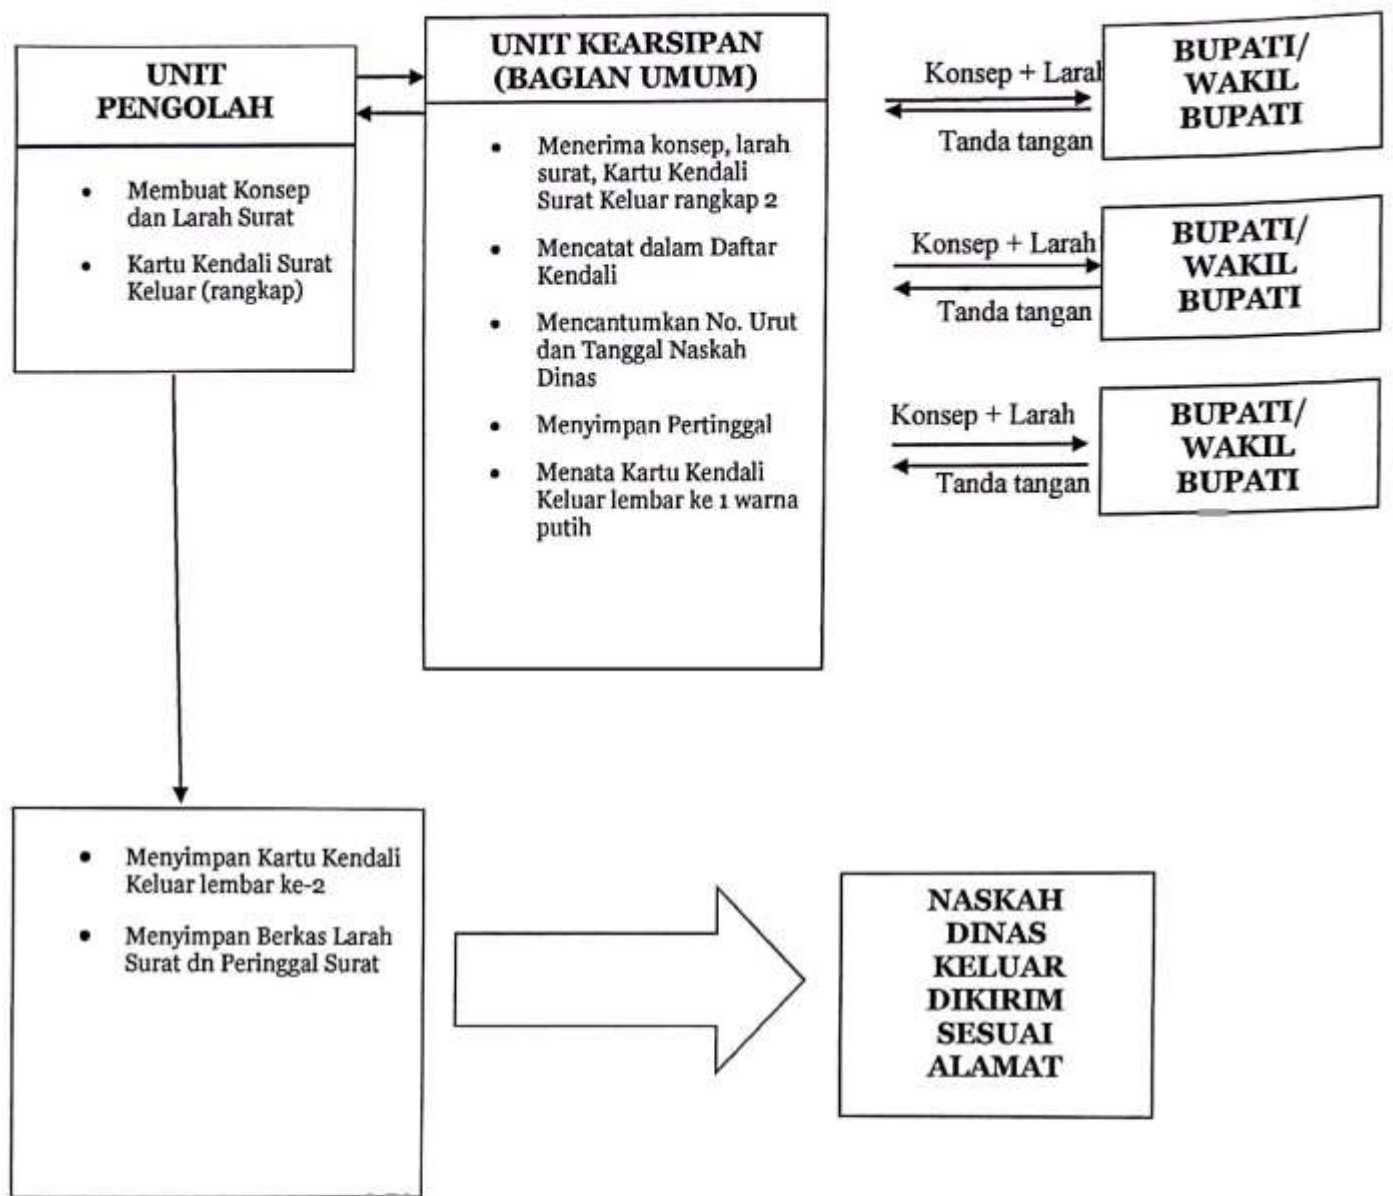 UNIT
PENGOLAH
• Membuat Konsep
dan Larah Surat
• Kartu Kendali Surat
Keluar (rangkap)
UNIT KEARSIPAN
(BAGIAN UMUM)
• Menerima konsep, larah
surat, Kartu Kendali
Surat Keluar rangkap 2
• Mencatat dalam Daftar
Kendali
• Mencantumkan No. Urut
dan Tanggal Naskah
Dinas
• Menyimpan Pertinggal
• Menata Kartu Kendali
Keluar lembar ke 1 warna
putih
Konsep + Larah
Tanda tangan
BUPATI/
WAKIL
BUPATI
Konsep + Larah
Tanda tangan
BUPATI/
WAKIL
BUPATI
Konsep + Larah
Tanda tangan
BUPATI/
WAKIL
BUPATI
• Menyimpan Kartu Kendali
Keluar lembar ke-2
• Menyimpan Berkas Larah
Surat dn Peringgal Surat
NASKAH
DINAS
KELUAR
DIKIRIM
SESUAI
ALAMAT